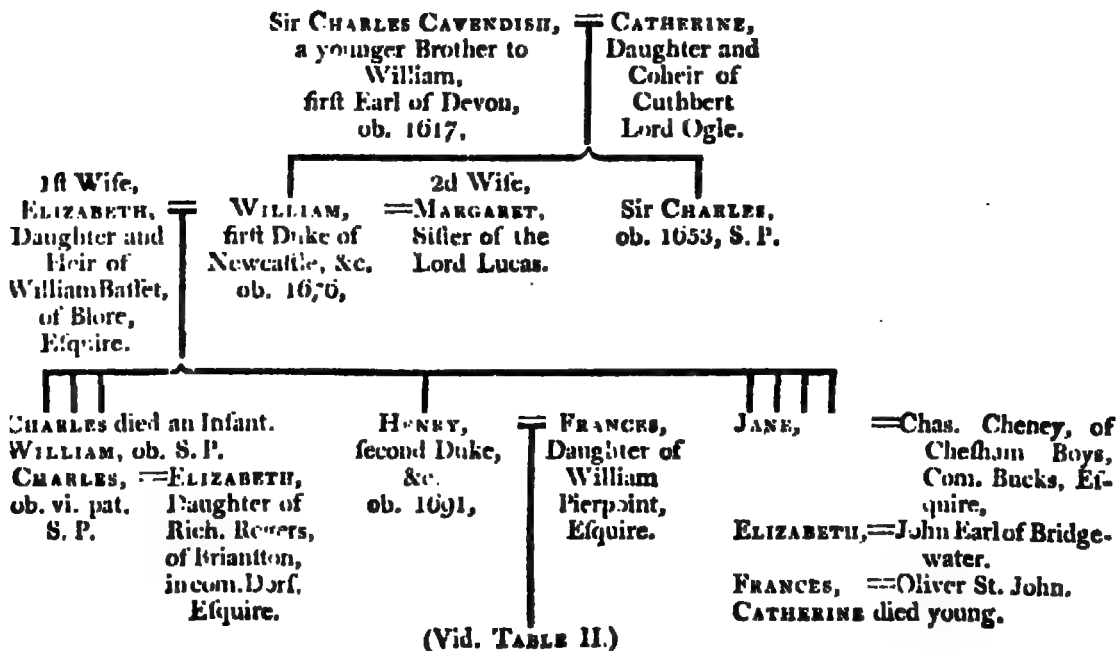 Sir CHARLES CAVENDISH,
a younger Brother to
William,
firſt Earl of Devon,
ob. 1617.
=
CATHERINE,
Daughter and
Coheir of
Cuthbert
Lord Ogle.
1ſt Wife,
ELIZABETH,
Daughter and
Heir of
William Baſſet,
of Blore,
Eſquire.
=
WILLIAM,
firſt Duke of
Newcaſtle, &c.
ob. 1676,
2d Wife,
=MARGARET,
Siſter of the
Lord Lucas.
Sir CHARLES,
ob. 1653, S. P.
CHARLES died an Infant.
WILLIAM, ob. S. P.
CHARLES, =ELIZABETH,
ob. vi. pat. Daughter of
S. P. Rich. Rogers,
of Brianſton,
in com. Dorſ.
Eſquire.
HENRY,
ſecond Duke,
&c.
ob. 1691,
=
FRANCES,
Daughter of
William
Pierpoint,
Eſquire.
JANE, =Chas. Cheney, of
Cheſham Boys,
Com. Bucks, Eſ-
quire,
ELIZABETH,=John Earl of Bridge-
water.
FRANCES, =Oliver St. John.
CATHERINE died young.
(Vid. TABLE II.)